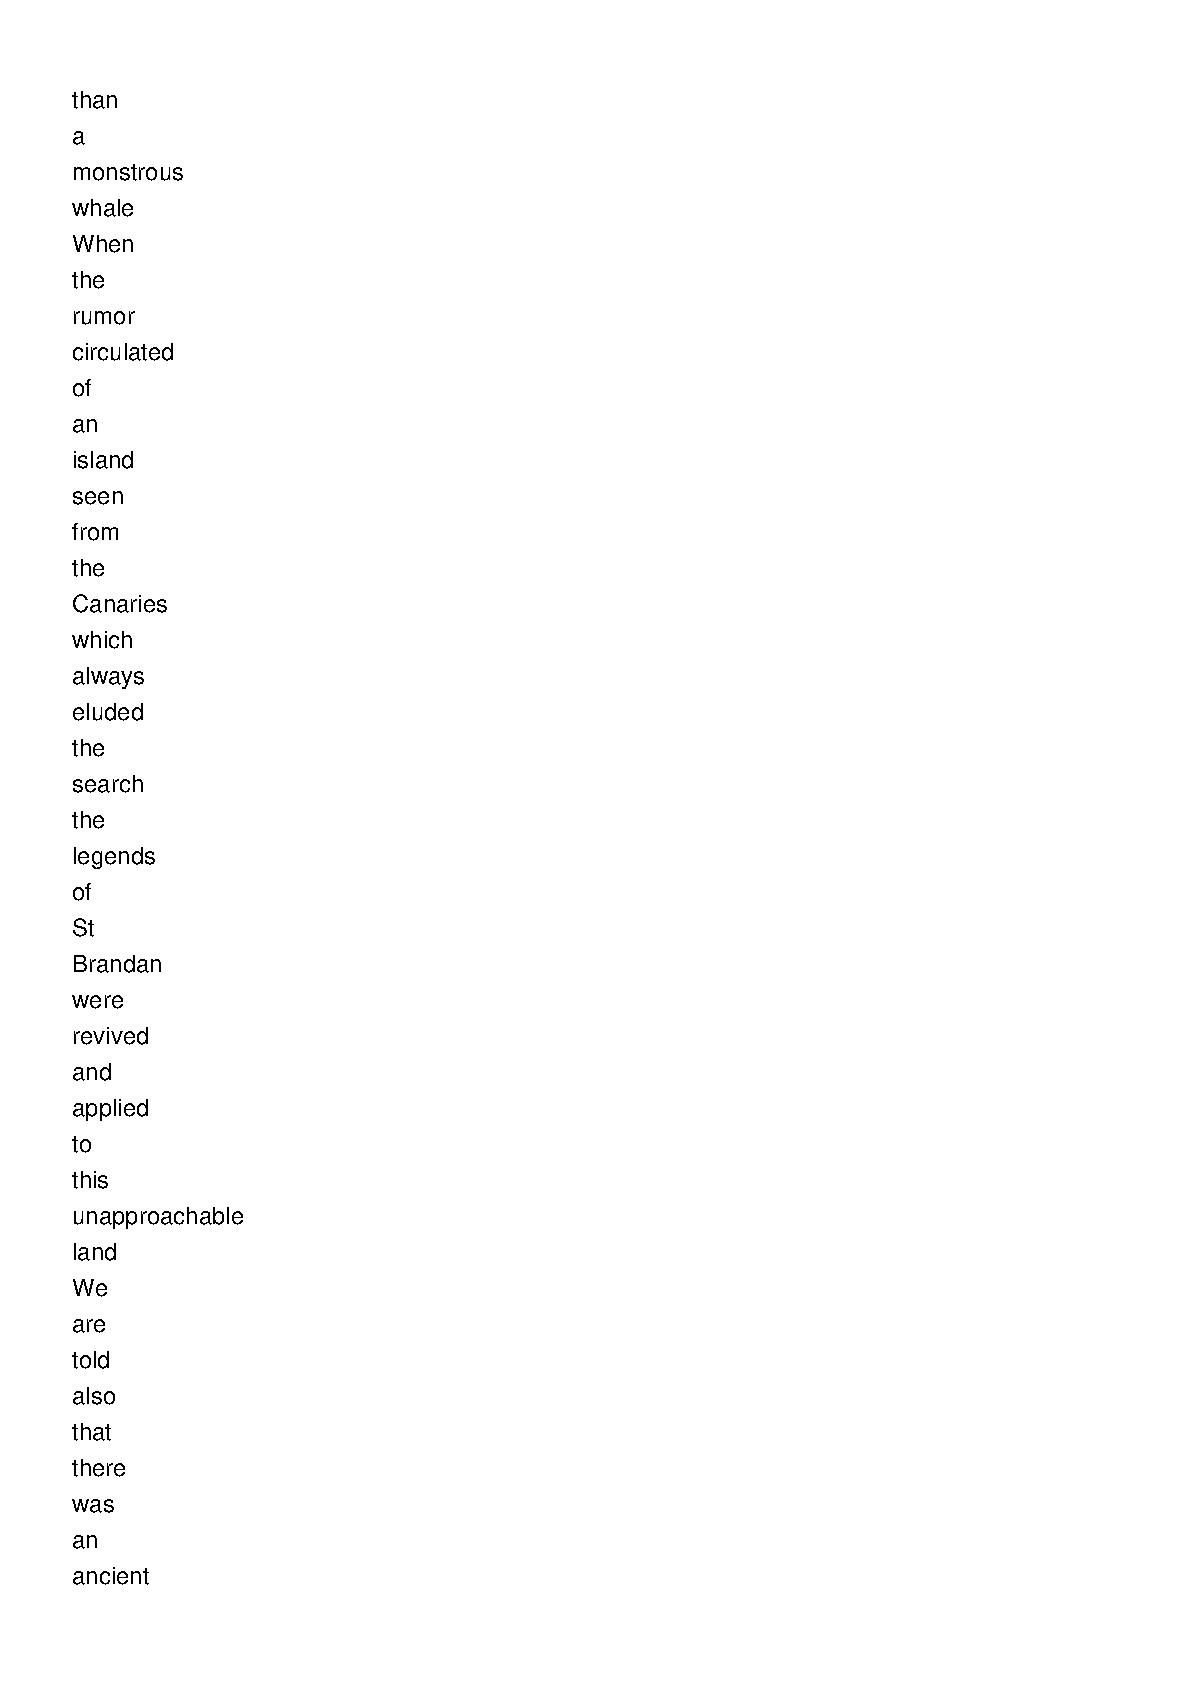 than
a
monstrous
whale
When
the
rumor
circulated
of
an
island
seen
from
the
Canaries
which
always
eluded
the
search
the
legends
of
St
Brandan
were
revived
and
applied
to
this
unapproachable
land
We
are
told
also
that
there
was
an
ancient